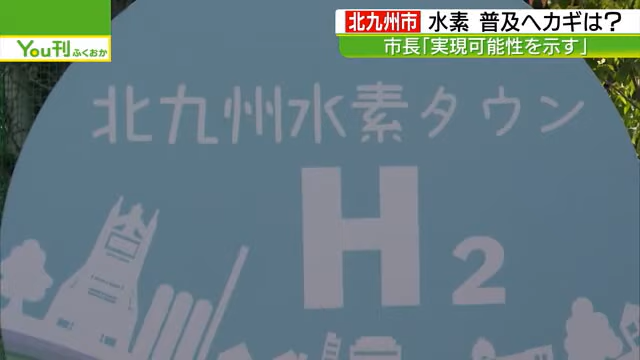 You刊
ふくおか
北九州市 水素 普及へカギは?
市長「実現可能性を示す」
北九州水素タウン
H2